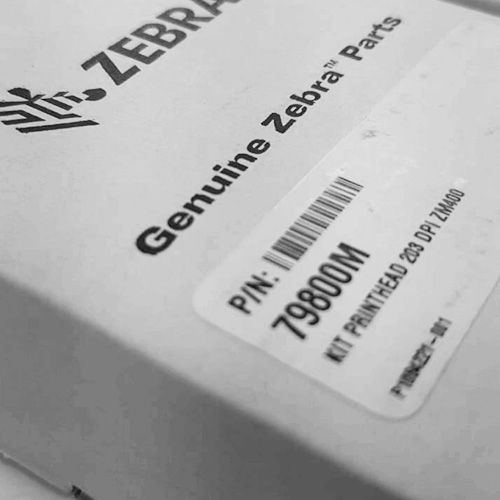 ZEBRA
Genuine Zebra™ Parts
P/N:
79800M
KIT PRINTHEAD 203 DPI ZM400